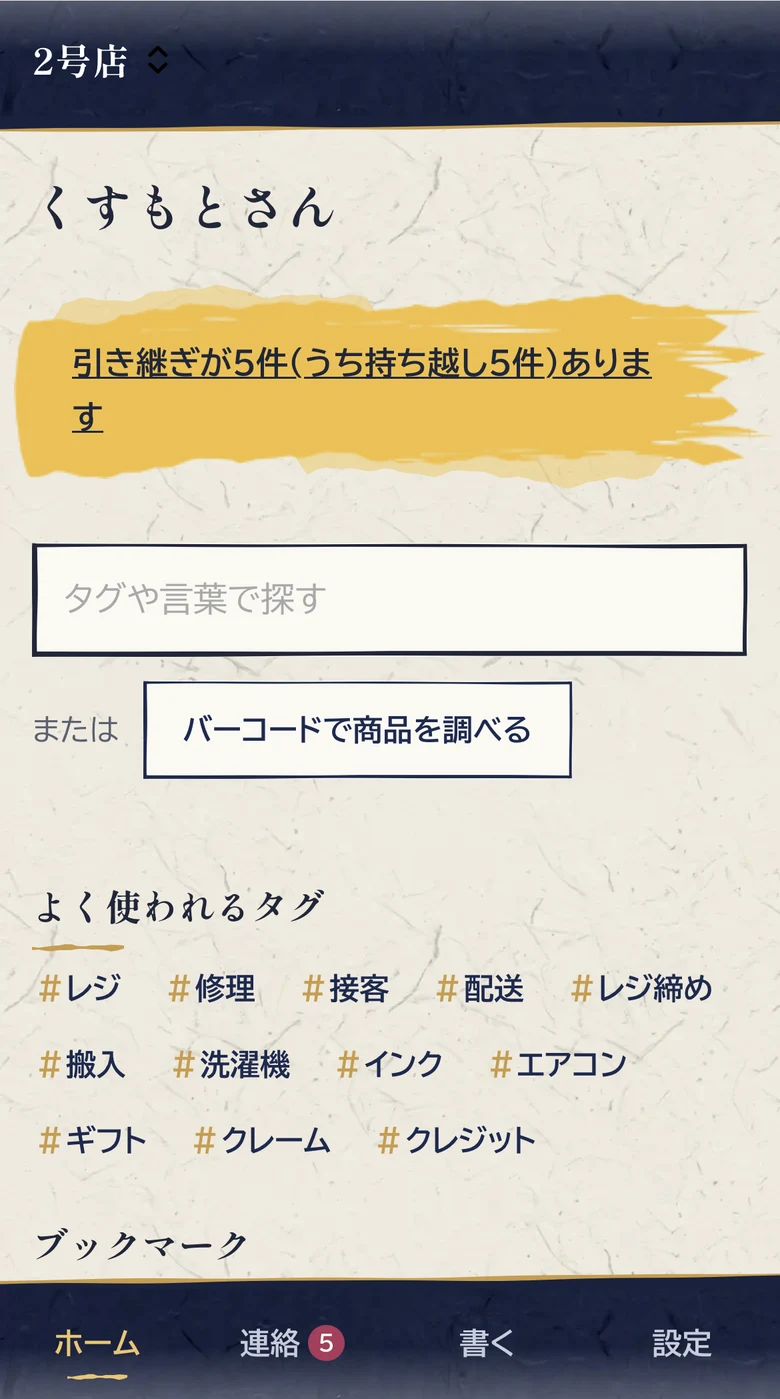 2号店
くすもとさん
引き継ぎが5件(うち持ち越し5件)ありま
す
タグや言葉で探す
または バーコードで商品を調べる
よく使われるタグ
#レジ #修理 #接客 #配送 #レジ締め
#搬入 #洗濯機 #インク #エアコン
#ギフト #クレーム #クレジット
ブックマーク
ホーム 連絡 5 書く 設定